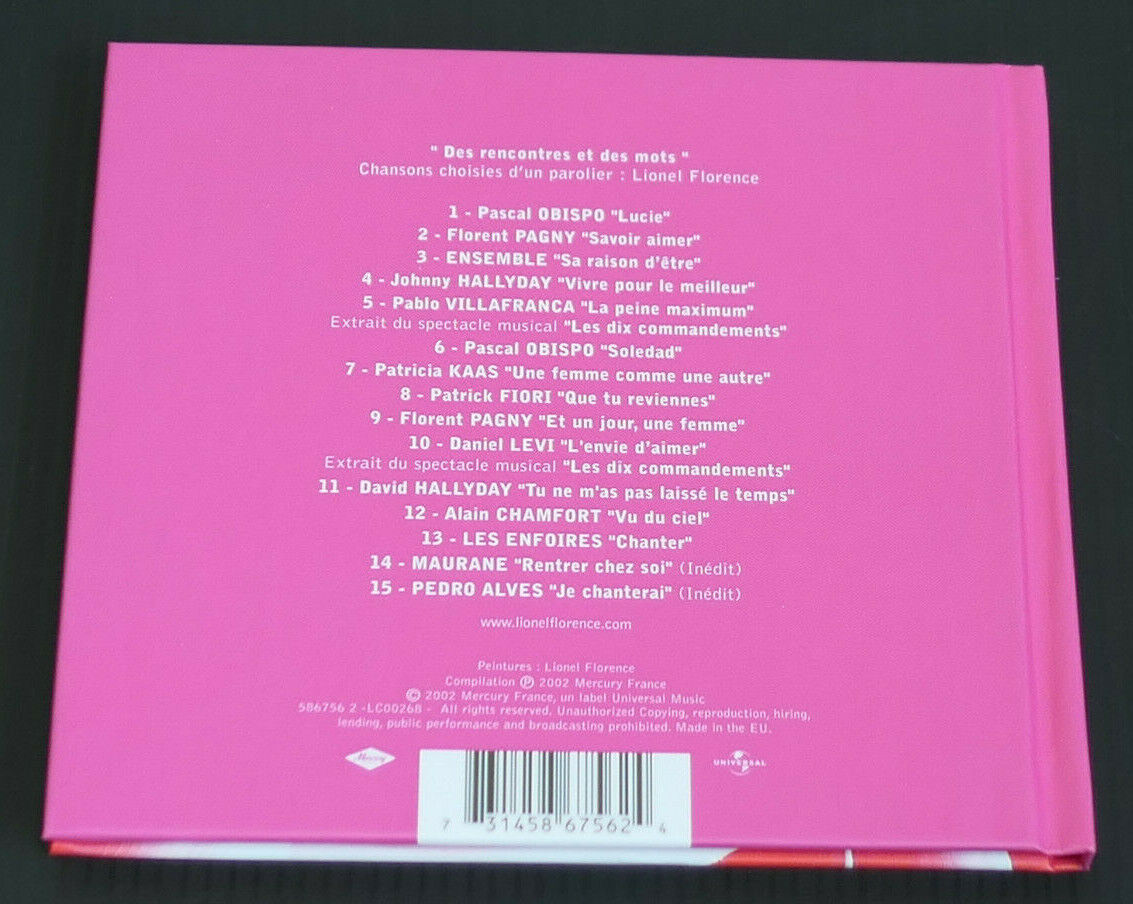 " Des rencontres et des mots "
Chansons choisies d'un parolier : Lionel Florence
1 - Pascal OBISPO "Lucie"
2 - Florent PAGNY "Savoir aimer"
3 - ENSEMBLE "Sa raison d'être"
4 - Johnny HALLYDAY "Vivre pour le meilleur"
5 - Pablo VILLAFRANCA "La peine maximum"
Extrait du spectacle musical "Les dix commandements"
6 - Pascal OBISPO "Soledad"
7 - Patricia KAAS "Une femme comme une autre"
8 - Patrick FIORI "Que tu reviennes"
9 - Florent PAGNY "Et un jour, une femme"
10 - Daniel LEVI "L'envie d'aimer"
Extrait du spectacle musical "Les dix commandements"
11 - David HALLYDAY "Tu ne m'as pas laissé le temps"
12 - Alain CHAMFORT "Vu du ciel"
13 - LES ENFOIRES "Chanter"
14 - MAURANE "Rentrer chez soi" (Inédit)
15 - PEDRO ALVES "Je chanterai" (Inédit)
www.lionelflorence.com
Peintures : Lionel Florence
Compilation ℗ 2002 Mercury France
© 2002 Mercury France, un label Universal Music
586756 2 -LC00268 - All rights reserved. Unauthorized Copying, reproduction, hiring,
lending, public performance and broadcasting prohibited. Made in the EU.
Mercury
UNIVERSAL
7 31458 67562 4